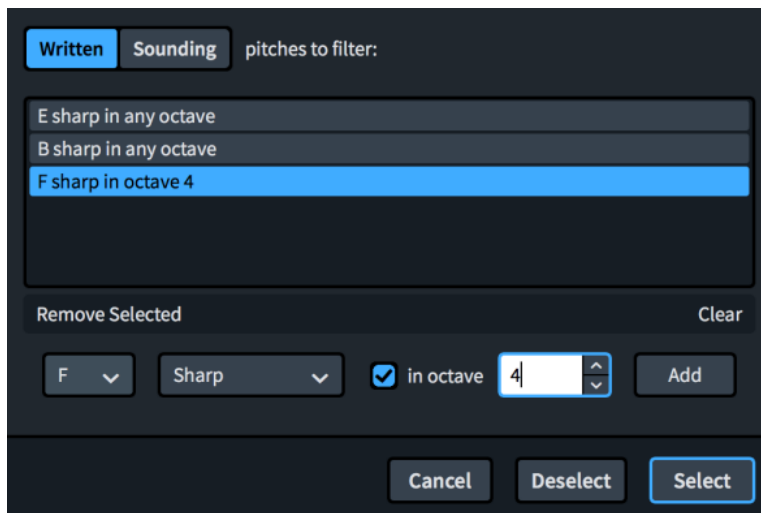 Written Sounding pitches to filter:
E sharp in any octave
B sharp in any octave
F sharp in octave 4
Remove Selected Clear
F Sharp in octave 4 Add
Cancel Deselect Select